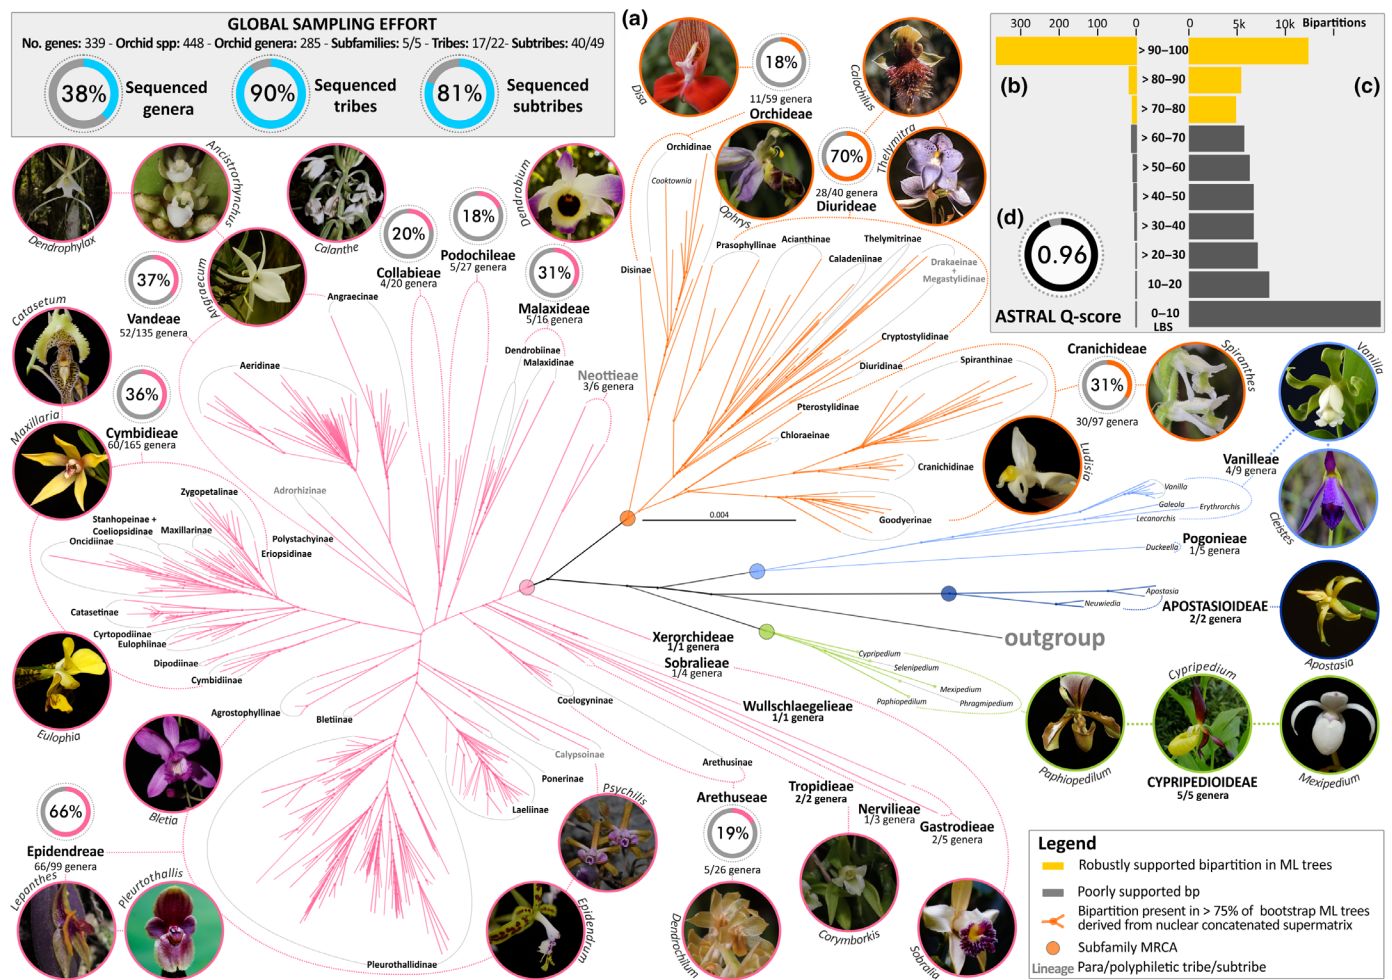 GLOBAL SAMPLING EFFORT
No. genes: 339 - Orchid spp: 448 - Orchid genera: 285 - Subfamilies: 5/5 - Tribes: 17/22- Subtribes: 40/49
38%
Sequenced
genera
90%
Sequenced
tribes
81%
Sequenced
subtribes
(a)
Disa
18%
11/59 genera
Orchideae
Calochilus
Ophrys
70%
28/40 genera
Diurideae
Thelymitra
300
200
100
0
0
5k
10k
Bipartitions
(b)
(c)
> 90–100
> 80–90
> 70–80
> 60–70
> 50–60
> 40–50
> 30–40
> 20–30
10–20
0–10
LBS
(d)
0.96
ASTRAL Q-score
Dendrophylax
Ancistrorhynchus
Angraecum
Calanthe
20%
Collabieae
4/20 genera
18%
Podochileae
5/27 genera
Dendrobium
31%
Malaxideae
5/16 genera
37%
Vandeae
52/135 genera
Catasetum
36%
Cymbidieae
60/165 genera
Maxillaria
Angraecinae
Aeridinae
Dendrobiinae
Malaxidinae
Neottieae
3/6 genera
Orchidinae
Cooktownia
Disinae
Prasophyllinae
Acianthinae
Caladeniinae
Thelymitrinae
Drakaeinae
+
Megastylidinae
Cryptostylidinae
Diuridinae
Spiranthinae
Pterostylidinae
Chloraeinae
Cranichidinae
Goodyerinae
Cranichideae
31%
30/97 genera
Spiranthes
Ludisia
Vanilla
Vanilleae
4/9 genera
Cleistes
Vanilla
Galeola
Erythrorchis
Lecanorchis
Duckeella
Pogonieae
1/5 genera
0.004
Zygopetalinae
Adrorhizinae
Stanhopeinae +
Coeliopsidinae
Maxillarinae
Oncidiinae
Polystachyinae
Eriopsidinae
Catasetinae
Cyrtopodiinae
Eulophiinae
Dipodiinae
Cymbidiinae
Eulophia
Agrostophyllinae
Bletiinae
Bletia
66%
Epidendreae
66/99 genera
Lepanthes
Pleurtothallis
Pleurothallidinae
Calypsoinae
Ponerinae
Laeliinae
Psychilis
Epidendrum
Coelogyninae
Arethusinae
Arethuseae
19%
5/26 genera
Dendrochilum
Xerorchideae
1/1 genera
Sobralieae
1/4 genera
Wullschlaegelieae
1/1 genera
Tropidieae
2/2 genera
Nervilieae
1/3 genera
Gastrodieae
2/5 genera
Corymborkis
Sobralia
Apostasia
Neuwiedia
APOSTASIOIDEAE
2/2 genera
Apostasia
outgroup
Cypripedium
Selenipedium
Mexipedium
Paphiopedilum
Phragmipedium
Paphiopedilum
Cypripedium
CYPRIPEDIOIDEAE
5/5 genera
Mexipedium
Legend
Robustly supported bipartition in ML trees
Poorly supported bp
Bipartition present in > 75% of bootstrap ML trees
derived from nuclear concatenated supermatrix
Subfamily MRCA
Lineage Para/polyphiletic tribe/subtribe